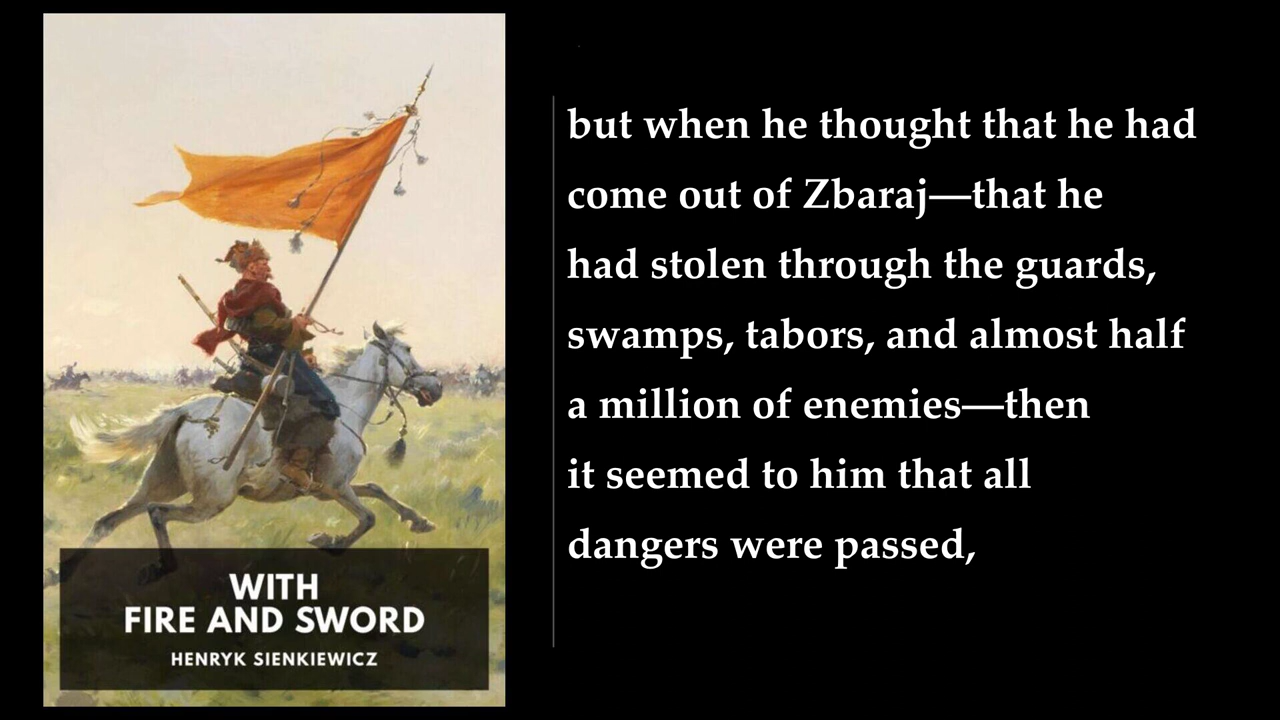 WITH
FIRE AND SWORD
HENRYK SIENKIEWICZ
but when he thought that he had
come out of Zbaraj—that he
had stolen through the guards,
swamps, tabors, and almost half
a million of enemies—then
it seemed to him that all
dangers were passed,